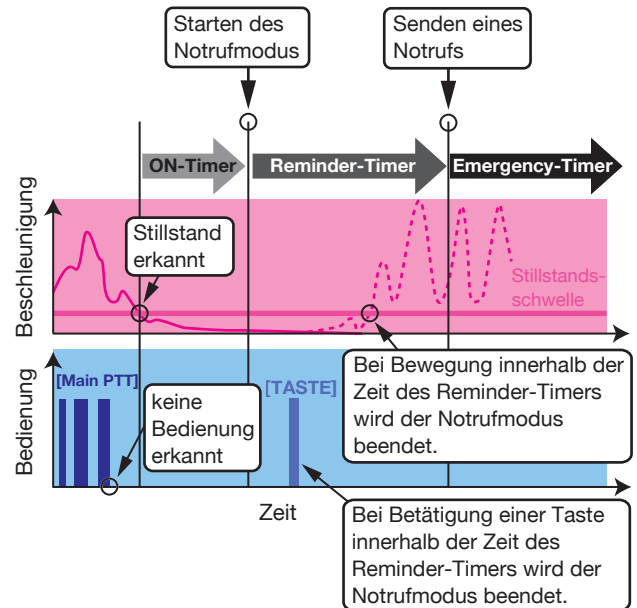 Starten des
Notrufmodus
Senden eines
Notrufs
ON-Timer
Reminder-Timer
Emergency-Timer
Beschleunigung
Stillstand
erkannt
Stillstands-
schwelle
Bei Bewegung innerhalb der
Zeit des Reminder-Timers
wird der Notrufmodus
beendet.
Bedienung
[Main PTT]
keine
Bedienung
erkannt
[TASTE]
Zeit
Bei Betätigung einer Taste
innerhalb der Zeit des
Reminder-Timers wird der
Notrufmodus beendet.